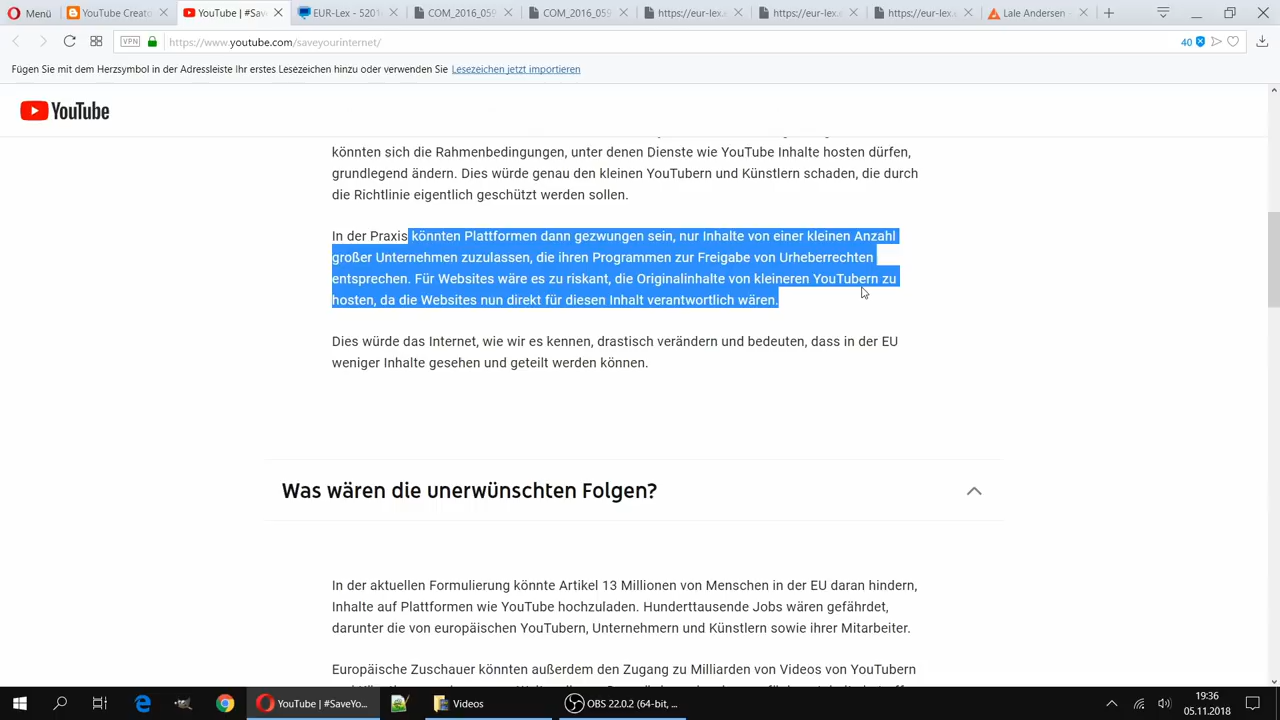 Menü
YouTube Creato
YouTube | #Sav
EUR-Lex - 5201
COM_2016_059
COM_2016_059
https://eur-lex.
https://eur-lex.e
https://eur-lex.
Lale Andersen -
VPN
https://www.youtube.com/saveyourinternet/
40
Fügen Sie mit dem Herzsymbol in der Adressleiste Ihr erstes Lesezeichen hinzu oder verwenden Sie Lesezeichen jetzt importieren
YouTube
könnten sich die Rahmenbedingungen, unter denen Dienste wie YouTube Inhalte hosten dürfen,
grundlegend ändern. Dies würde genau den kleinen YouTubern und Künstlern schaden, die durch
die Richtlinie eigentlich geschützt werden sollen.
In der Praxis könnten Plattformen dann gezwungen sein, nur Inhalte von einer kleinen Anzahl
großer Unternehmen zuzulassen, die ihren Programmen zur Freigabe von Urheberrechten
entsprechen. Für Websites wäre es zu riskant, die Originalinhalte von kleineren YouTubern zu
hosten, da die Websites nun direkt für diesen Inhalt verantwortlich wären.
Dies würde das Internet, wie wir es kennen, drastisch verändern und bedeuten, dass in der EU
weniger Inhalte gesehen und geteilt werden können.
Was wären die unerwünschten Folgen?
In der aktuellen Formulierung könnte Artikel 13 Millionen von Menschen in der EU daran hindern,
Inhalte auf Plattformen wie YouTube hochzuladen. Hunderttausende Jobs wären gefährdet,
darunter die von europäischen YouTubern, Unternehmern und Künstlern sowie ihrer Mitarbeiter.
Europäische Zuschauer könnten außerdem den Zugang zu Milliarden von Videos von YouTubern
YouTube | #SaveYo...
Videos
OBS 22.0.2 (64-bit, ...
19:36
05.11.2018